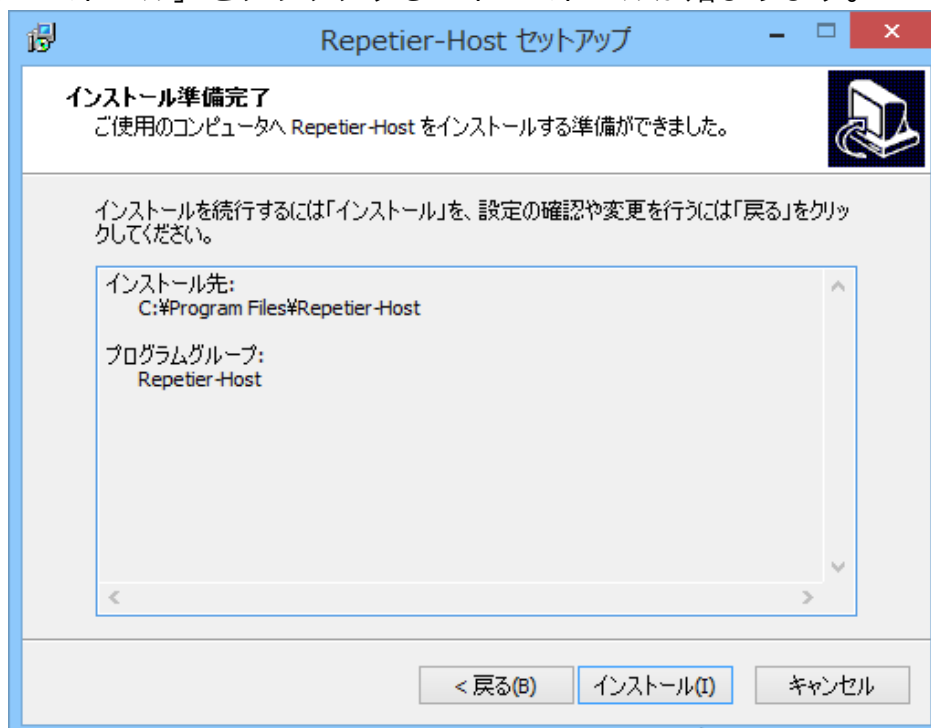 Repetier-Host セットアップ
インストール準備完了
ご使用のコンピュータへ Repetier-Host をインストールする準備ができました。
インストールを続行するには「インストール」を、設定の確認や変更を行うには「戻る」をクリッ
クしてください。
インストール先:
C:¥Program Files¥Repetier-Host
プログラムグループ:
Repetier-Host
< 戻る(B)
インストール(I)
キャンセル